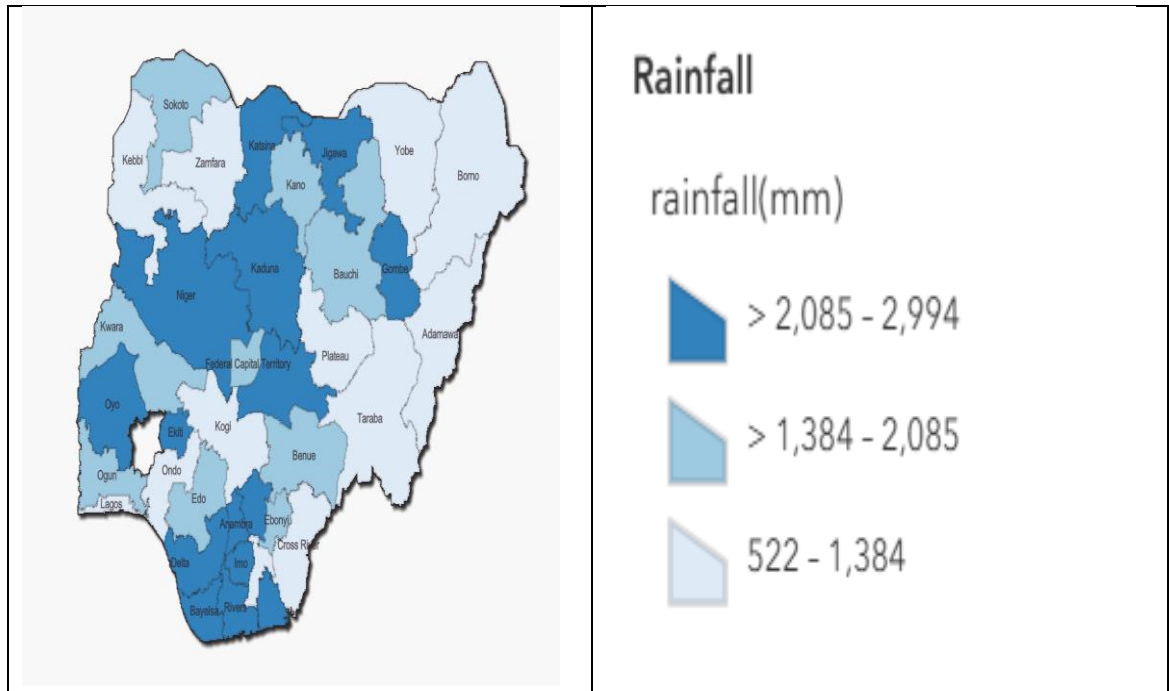 Sokoto
Kebbi
Zamfara
Katsina
Jigawa
Kano
Yobe
Borno
Kaduna
Bauchi
Gombe
Niger
Kwara
Federal Capital Territory
Plateau
Adamawa
Oyo
Ekiti
Kogi
Taraba
Benue
Ogun
Ondo
Lagos
Edo
Anambra
Ebonyi
Cross River
Delta
Imo
Bayelsa
Rivers
Rainfall
rainfall(mm)
> 2,085 - 2,994
> 1,384 - 2,085
522 - 1,384